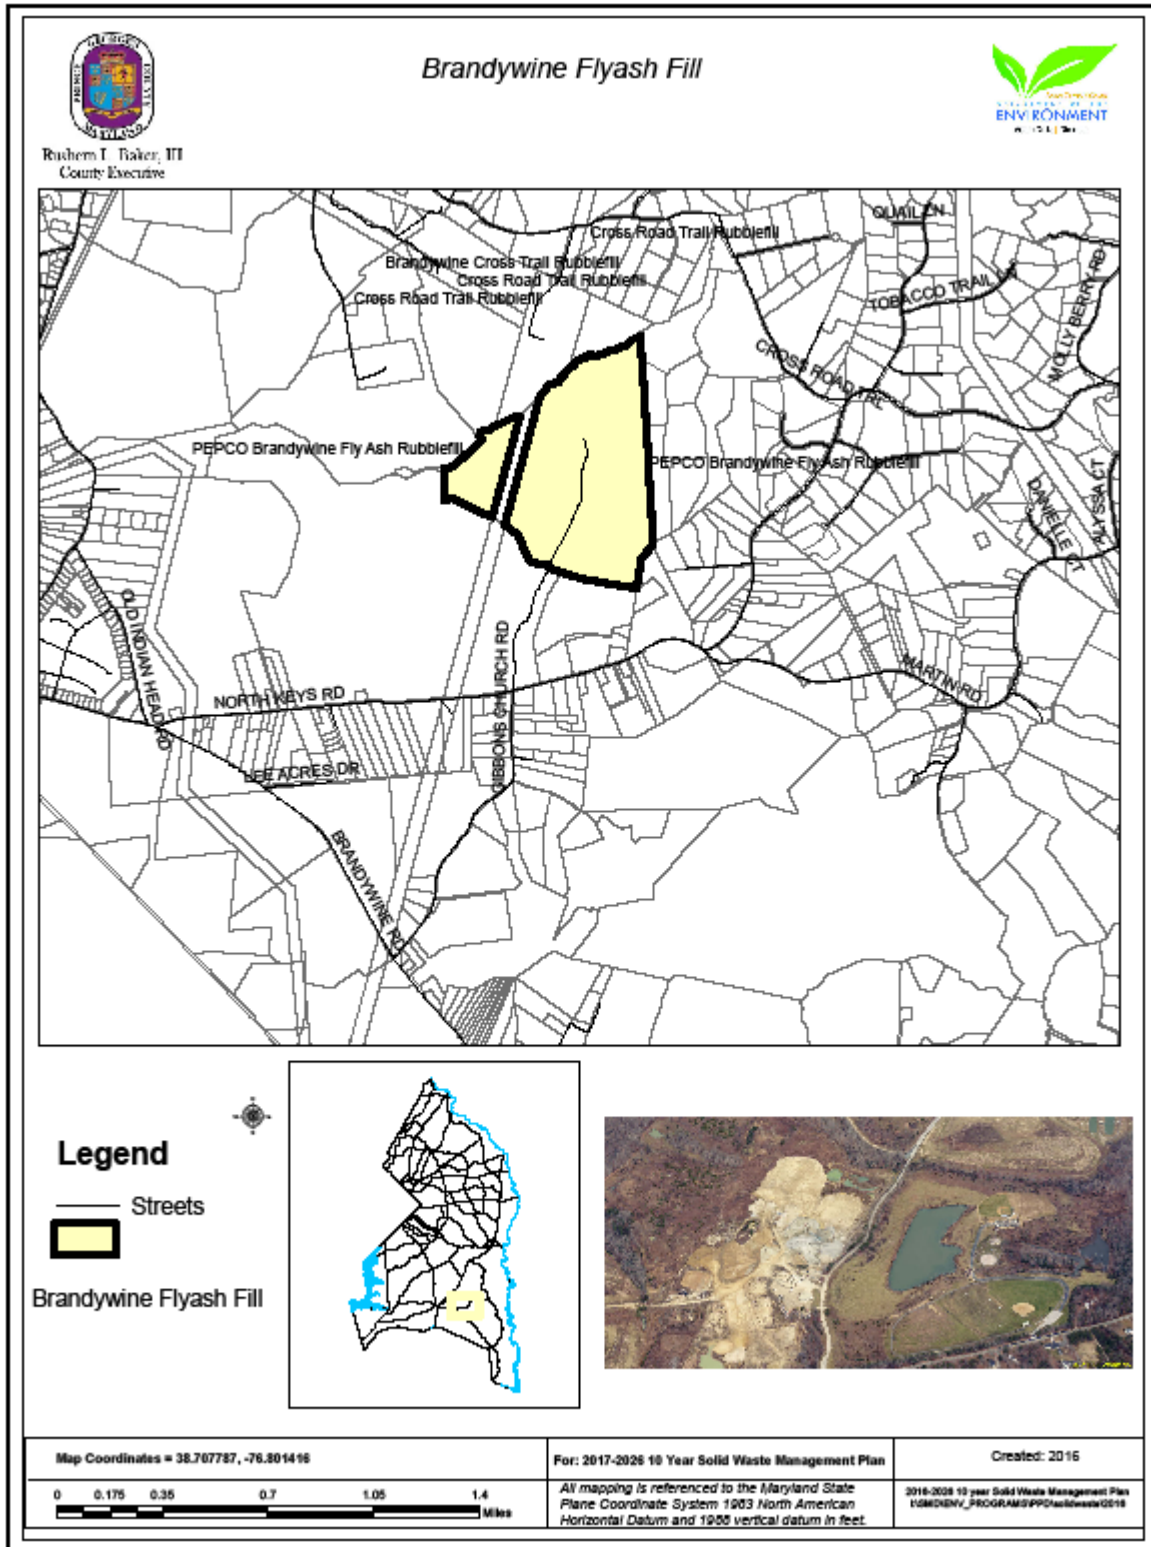 Brandywine Flyash Fill
GEORGE'S
PRINCE
MARYLAND
Rushern L. Baker, III
County Executive
ENVIRONMENT
QUAIL LN
Cross Road Trail Rubblefill
Brandywine Cross Trail Rubblefill
Cross Road Trail Rubblefill
Cross Road Trail Rubblefill
TOBACCO TRAIL
MOLLY BERRY RD
CROSS ROAD TRL
PEPCO Brandywine Fly Ash Rubblefill
PEPCO Brandywine Fly Ash Rubblefill
DANIELLE CT
ALYSSA CT
OLD INDIAN HEAD RD
GIBBONS CHURCH RD
MARTIN RD
NORTH KEYS RD
LEE ACRES DR
BRANDYWINE RD
Legend
Streets
Brandywine Flyash Fill
Map Coordinates = 38.707787, -76.801416
0 0.175 0.35 0.7 1.05 1.4
Miles
For: 2017-2026 10 Year Solid Waste Management Plan
All mapping is referenced to the Maryland State
Plane Coordinate System 1983 North American
Horizontal Datum and 1988 vertical datum in feet.
Created: 2016
2016-2026 10 year Solid Waste Management Plan